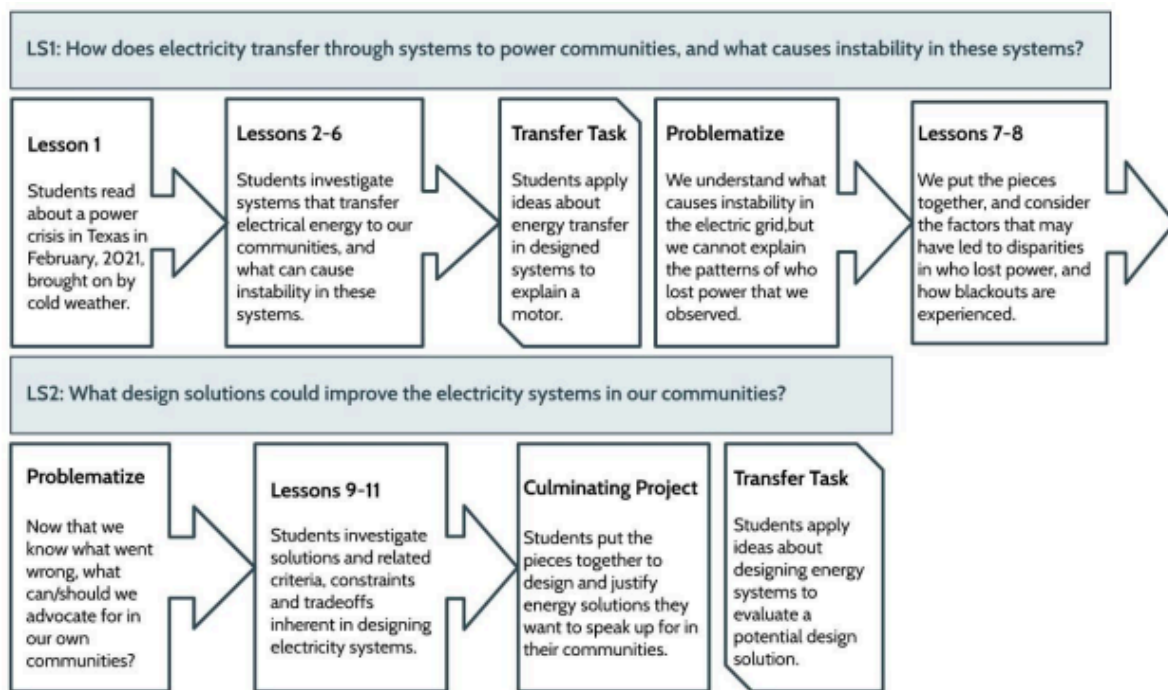 LS1: How does electricity transfer through systems to power communities, and what causes instability in these systems?
Lesson 1
Students read
about a power
crisis in Texas in
February, 2021,
brought on by
cold weather.
Lessons 2-6
Students investigate
systems that transfer
electrical energy to our
communities, and
what can cause
instability in these
systems.
Transfer Task
Students apply
ideas about
energy transfer
in designed
systems to
explain a
motor.
Problematize
We understand what
causes instability in
the electric grid,but
we cannot explain
the patterns of who
lost power that we
observed.
Lessons 7-8
We put the pieces
together, and consider
the factors that may
have led to disparities
in who lost power, and
how blackouts are
experienced.
LS2: What design solutions could improve the electricity systems in our communities?
Problematize
Now that we
know what went
wrong, what
can/should we
advocate for in
our own
communities?
Lessons 9-11
Students investigate
solutions and related
criteria, constraints
and tradeoffs
inherent in designing
electricity systems.
Culminating Project
Students put the
pieces together to
design and justify
energy solutions they
want to speak up for in
their communities.
Transfer Task
Students apply
ideas about
designing energy
systems to
evaluate a
potential design
solution.